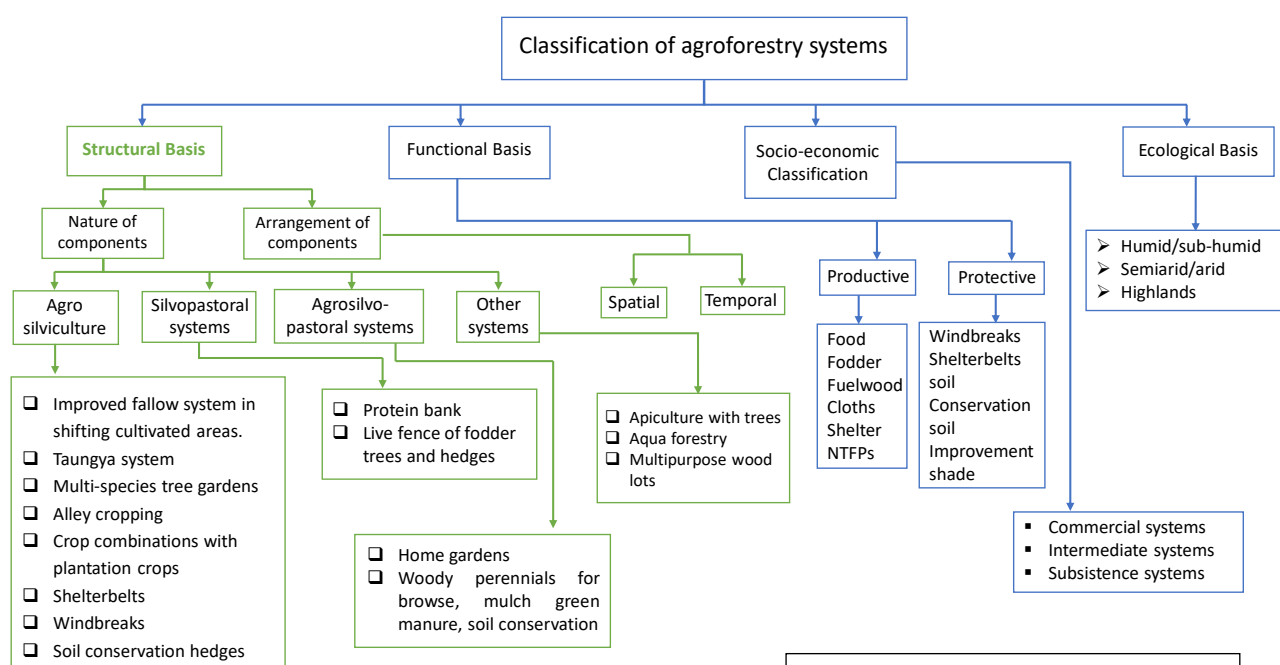 Classification of agroforestry systems
Structural Basis
Functional Basis
Socio-economic
Classification
Ecological Basis
Nature of
components
Arrangement of
components
Agro
silviculture
Silvopastoral
systems
Agrosilvo-
pastoral systems
Other
systems
Spatial
Temporal
Productive
Protective
Humid/sub-humid
Semiarid/arid
Highlands
Food
Fodder
Fuelwood
Cloths
Shelter
NTFPs
Windbreaks
Shelterbelts
soil
Conservation
soil
Improvement
shade
Improved fallow system in
shifting cultivated areas.
Taungya system
Multi-species tree gardens
Alley cropping
Crop combinations with
plantation crops
Shelterbelts
Windbreaks
Soil conservation hedges
Protein bank
Live fence of fodder
trees and hedges
Apiculture with trees
Aqua forestry
Multipurpose wood
lots
Home gardens
Woody perennials for
browse, mulch green
manure, soil conservation
Commercial systems
Intermediate systems
Subsistence systems